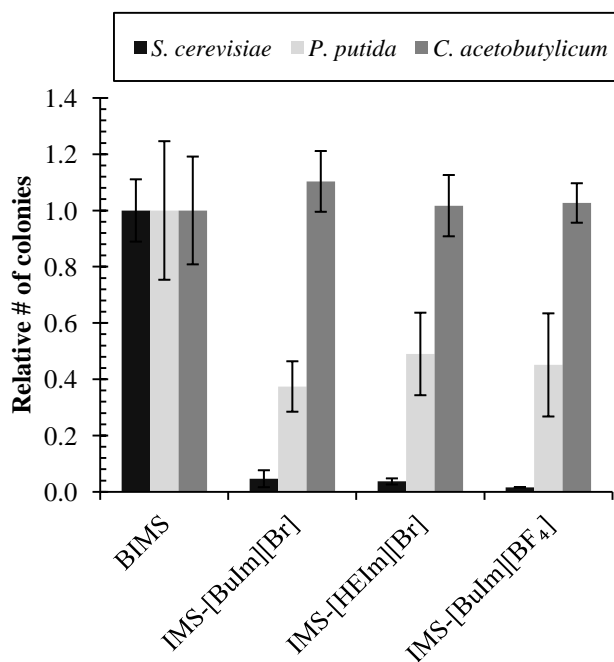 S. cerevisiae P. putida C. acetobutylicum
Relative # of colonies
1.4
1.2
1.0
0.8
0.6
0.4
0.2
0.0
BIMS
IMS-[BuIm][Br]
IMS-[HEIm][Br]
IMS-[BuIm][BF₄]